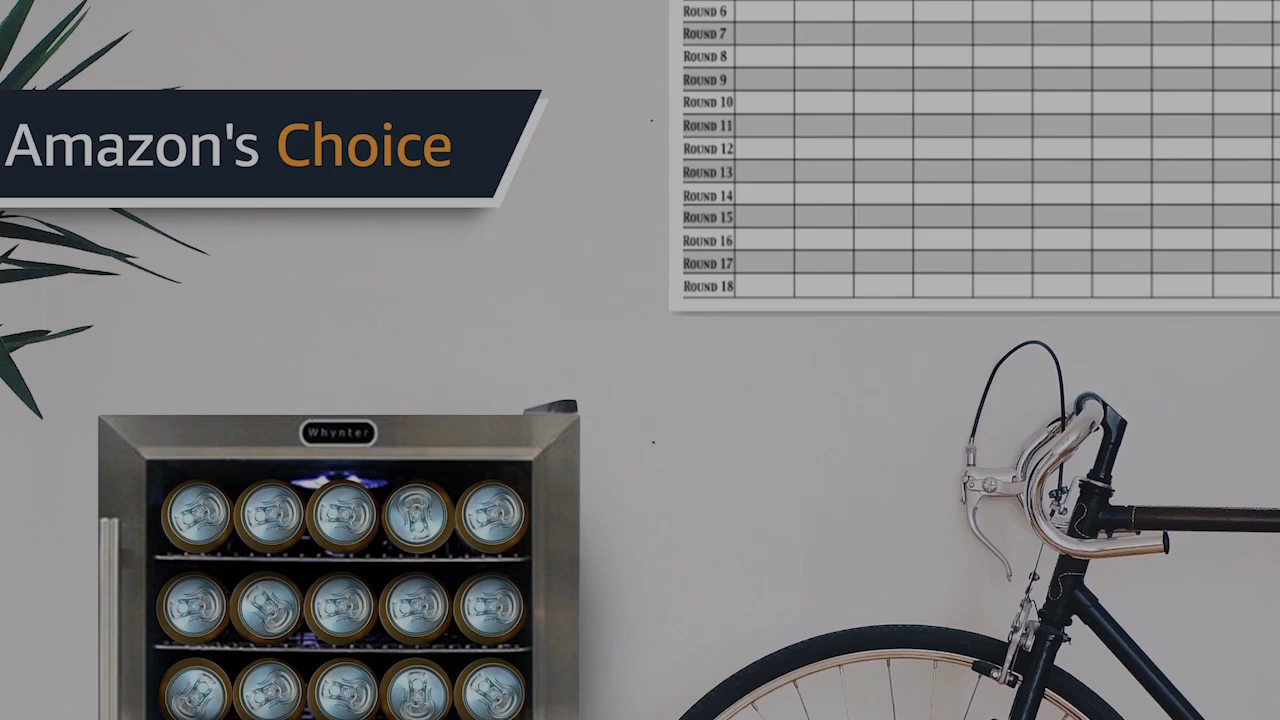 Amazon's Choice
Round 6
Round 7
Round 8
Round 9
Round 10
Round 11
Round 12
Round 13
Round 14
Round 15
Round 16
Round 17
Round 18
Whynter